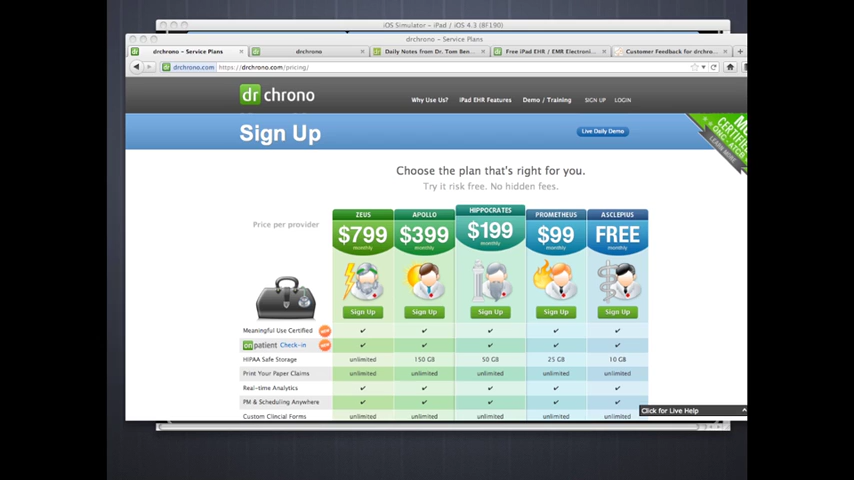 iOS Simulator - iPad / iOS 4.3 (8F190)
drchrono - Service Plans
drchrono - Service Plans
drchrono
Daily Notes from Dr. Tom Ben...
Free iPad EHR / EMR Electroni...
Customer Feedback for drchro...
drchrono.com
https://drchrono.com/pricing/
dr chrono
Why Use Us?
iPad EHR Features
Demo / Training
SIGN UP
LOGIN
Sign Up
Live Daily Demo
CERTIFIED
LEARN MORE
Choose the plan that's right for you.
Try it risk free. No hidden fees.
Price per provider
ZEUS APOLLO HIPPOCRATES PROMETHEUS ASCLEPIUS
$799 $399 $199 $99 FREE
monthly monthly monthly monthly monthly
Sign Up Sign Up Sign Up Sign Up Sign Up
Meaningful Use Certified ✓ ✓ ✓ ✓ ✓
onpatient Check-in ✓ ✓ ✓ ✓ ✓
HIPAA Safe Storage unlimited 150 GB 50 GB 25 GB 10 GB
Print Your Paper Claims unlimited unlimited unlimited unlimited unlimited
Real-time Analytics ✓ ✓ ✓ ✓ ✓
PM & Scheduling Anywhere ✓ ✓ ✓ ✓ ✓
Custom Clincial Forms unlimited unlimited unlimited unlimited unlimited
Click for Live Help